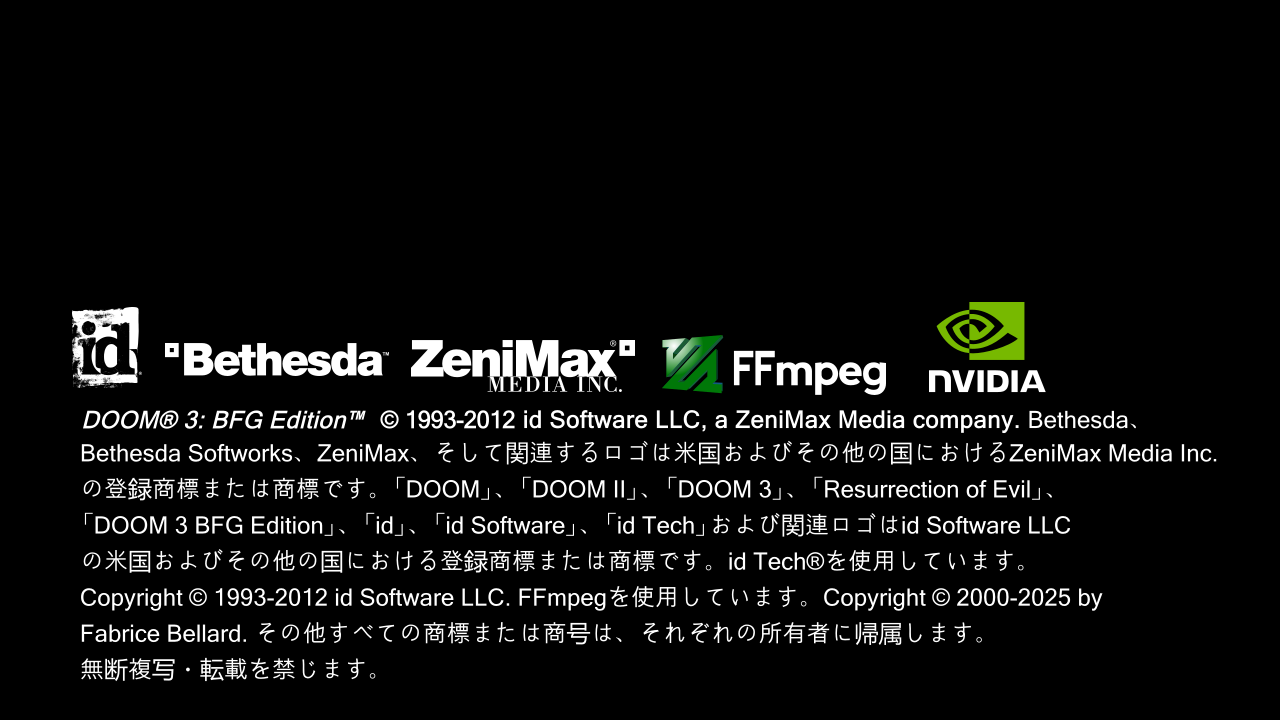 id Bethesda™ ZeniMax® MEDIA INC. FFmpeg NVIDIA
DOOM® 3: BFG Edition™ © 1993-2012 id Software LLC, a ZeniMax Media company. Bethesda、
Bethesda Softworks、ZeniMax、そして関連するロゴは米国およびその他の国におけるZeniMax Media Inc.
の登録商標または商標です。「DOOM」、「DOOM II」、「DOOM 3」、「Resurrection of Evil」、
「DOOM 3 BFG Edition」、「id」、「id Software」、「id Tech」および関連ロゴはid Software LLC
の米国およびその他の国における登録商標または商標です。id Tech®を使用しています。
Copyright © 1993-2012 id Software LLC. FFmpegを使用しています。Copyright © 2000-2025 by
Fabrice Bellard. その他すべての商標または商号は、それぞれの所有者に帰属します。
無断複写・転載を禁じます。